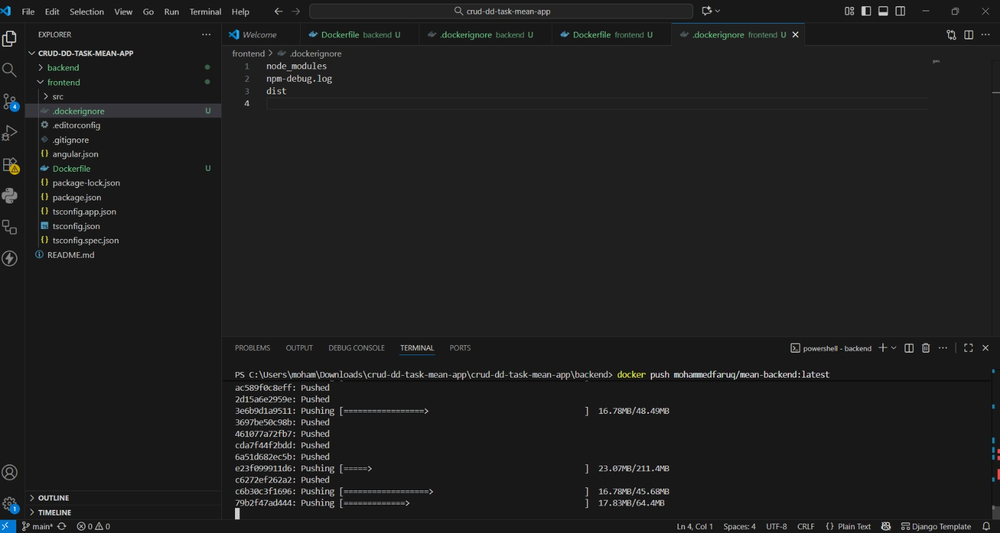 File Edit Selection View Go Run Terminal Help
crud-dd-task-mean-app
EXPLORER
CRUD-DD-TASK-MEAN-APP
backend
frontend
src
.dockerignore U
.editorconfig
.gitignore
{} angular.json
Dockerfile U
{} package-lock.json
{} package.json
{} tsconfig.app.json
TS tsconfig.json
{} tsconfig.spec.json
README.md
OUTLINE
TIMELINE
4
1
Welcome
Dockerfile backend U
.dockerignore backend U
Dockerfile frontend U
.dockerignore frontend U
frontend > .dockerignore
1 node_modules
2 npm-debug.log
3 dist
4
PROBLEMS OUTPUT DEBUG CONSOLE TERMINAL PORTS
powershell - backend
PS C:\Users\moham\Downloads\crud-dd-task-mean-app\crud-dd-task-mean-app\backend> docker push mohammedfaruq/mean-backend:latest
ac589f0c8eff: Pushed
2d15a6e2959e: Pushed
3e6b9d1a9511: Pushing [=================> ] 16.78MB/48.49MB
3697be50c98b: Pushed
461077a72fb7: Pushed
cda7f44f2bdd: Pushed
6a51d682ec5b: Pushed
e23f099911d6: Pushing [=====> ] 23.07MB/211.4MB
c6272ef262a2: Pushed
c6b30c3f1696: Pushing [==================> ] 16.78MB/45.68MB
79b2f47ad444: Pushing [=============> ] 17.83MB/64.4MB
main* 0 0
Ln 4, Col 1 Spaces: 4 UTF-8 CRLF {} Plain Text Django Template